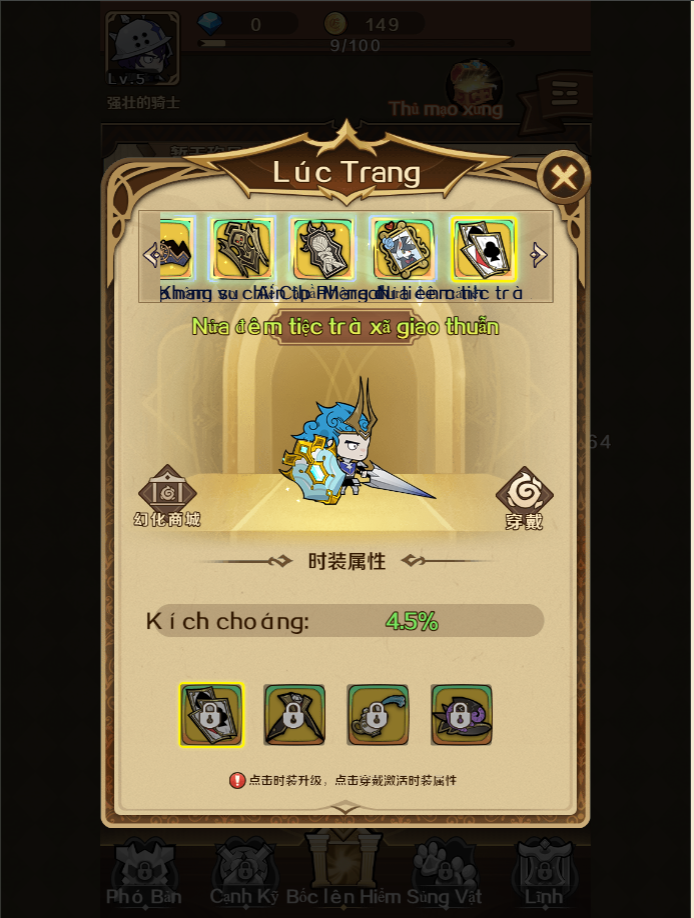 0
149
9/100
Lv.5
强壮的骑士
Thủ mạo xưng
Lúc Trang
Nửa đêm tiệc trà xã giao thuẫn
64
幻化商城
穿戴
时装属性
Kích choáng: 4.5%
点击时装升级，点击穿戴激活时装属性
Phó Bản Cạnh Kỹ Bốc lên Hiểm Sủng Vật Lĩnh